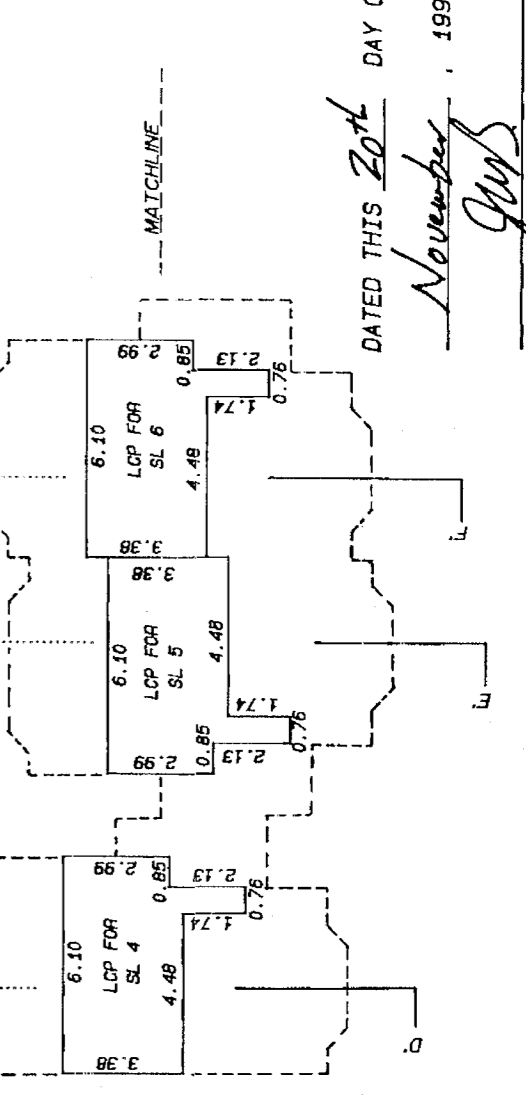 MATCHLINE
2.99
0.85
2.13
0.76
1.74
6.10
LCP FOR
SL 6
4.48
3.38
3.38
6.10
LCP FOR
SL 5
4.48
1.74
0.76
2.13
0.85
2.99
2.99
0.85
2.13
0.76
1.74
6.10
LCP FOR
SL 4
4.48
3.38
F'
E'
D'
DATED THIS 20th DAY
November , 199